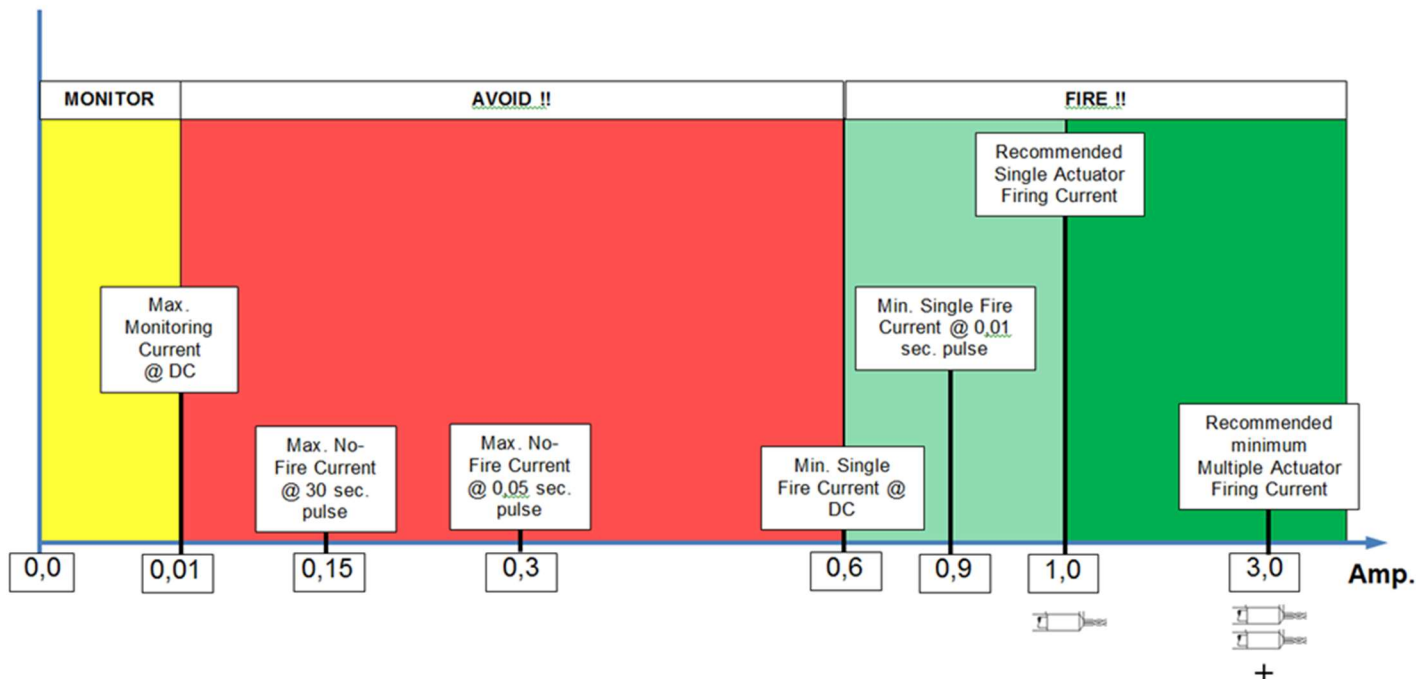 MONITOR
AVOID !!
FIRE !!
Recommended
Single Actuator
Firing Current
Max.
Monitoring
Current
@ DC
Min. Single Fire
Current @ 0,01
sec. pulse
Max. No-
Fire Current
@ 30 sec.
pulse
Max. No-
Fire Current
@ 0,05 sec.
pulse
Min. Single
Fire Current @
DC
Recommended
minimum
Multiple Actuator
Firing Current
0,0
0,01
0,15
0,3
0,6
0,9
1,0
3,0
Amp.
+